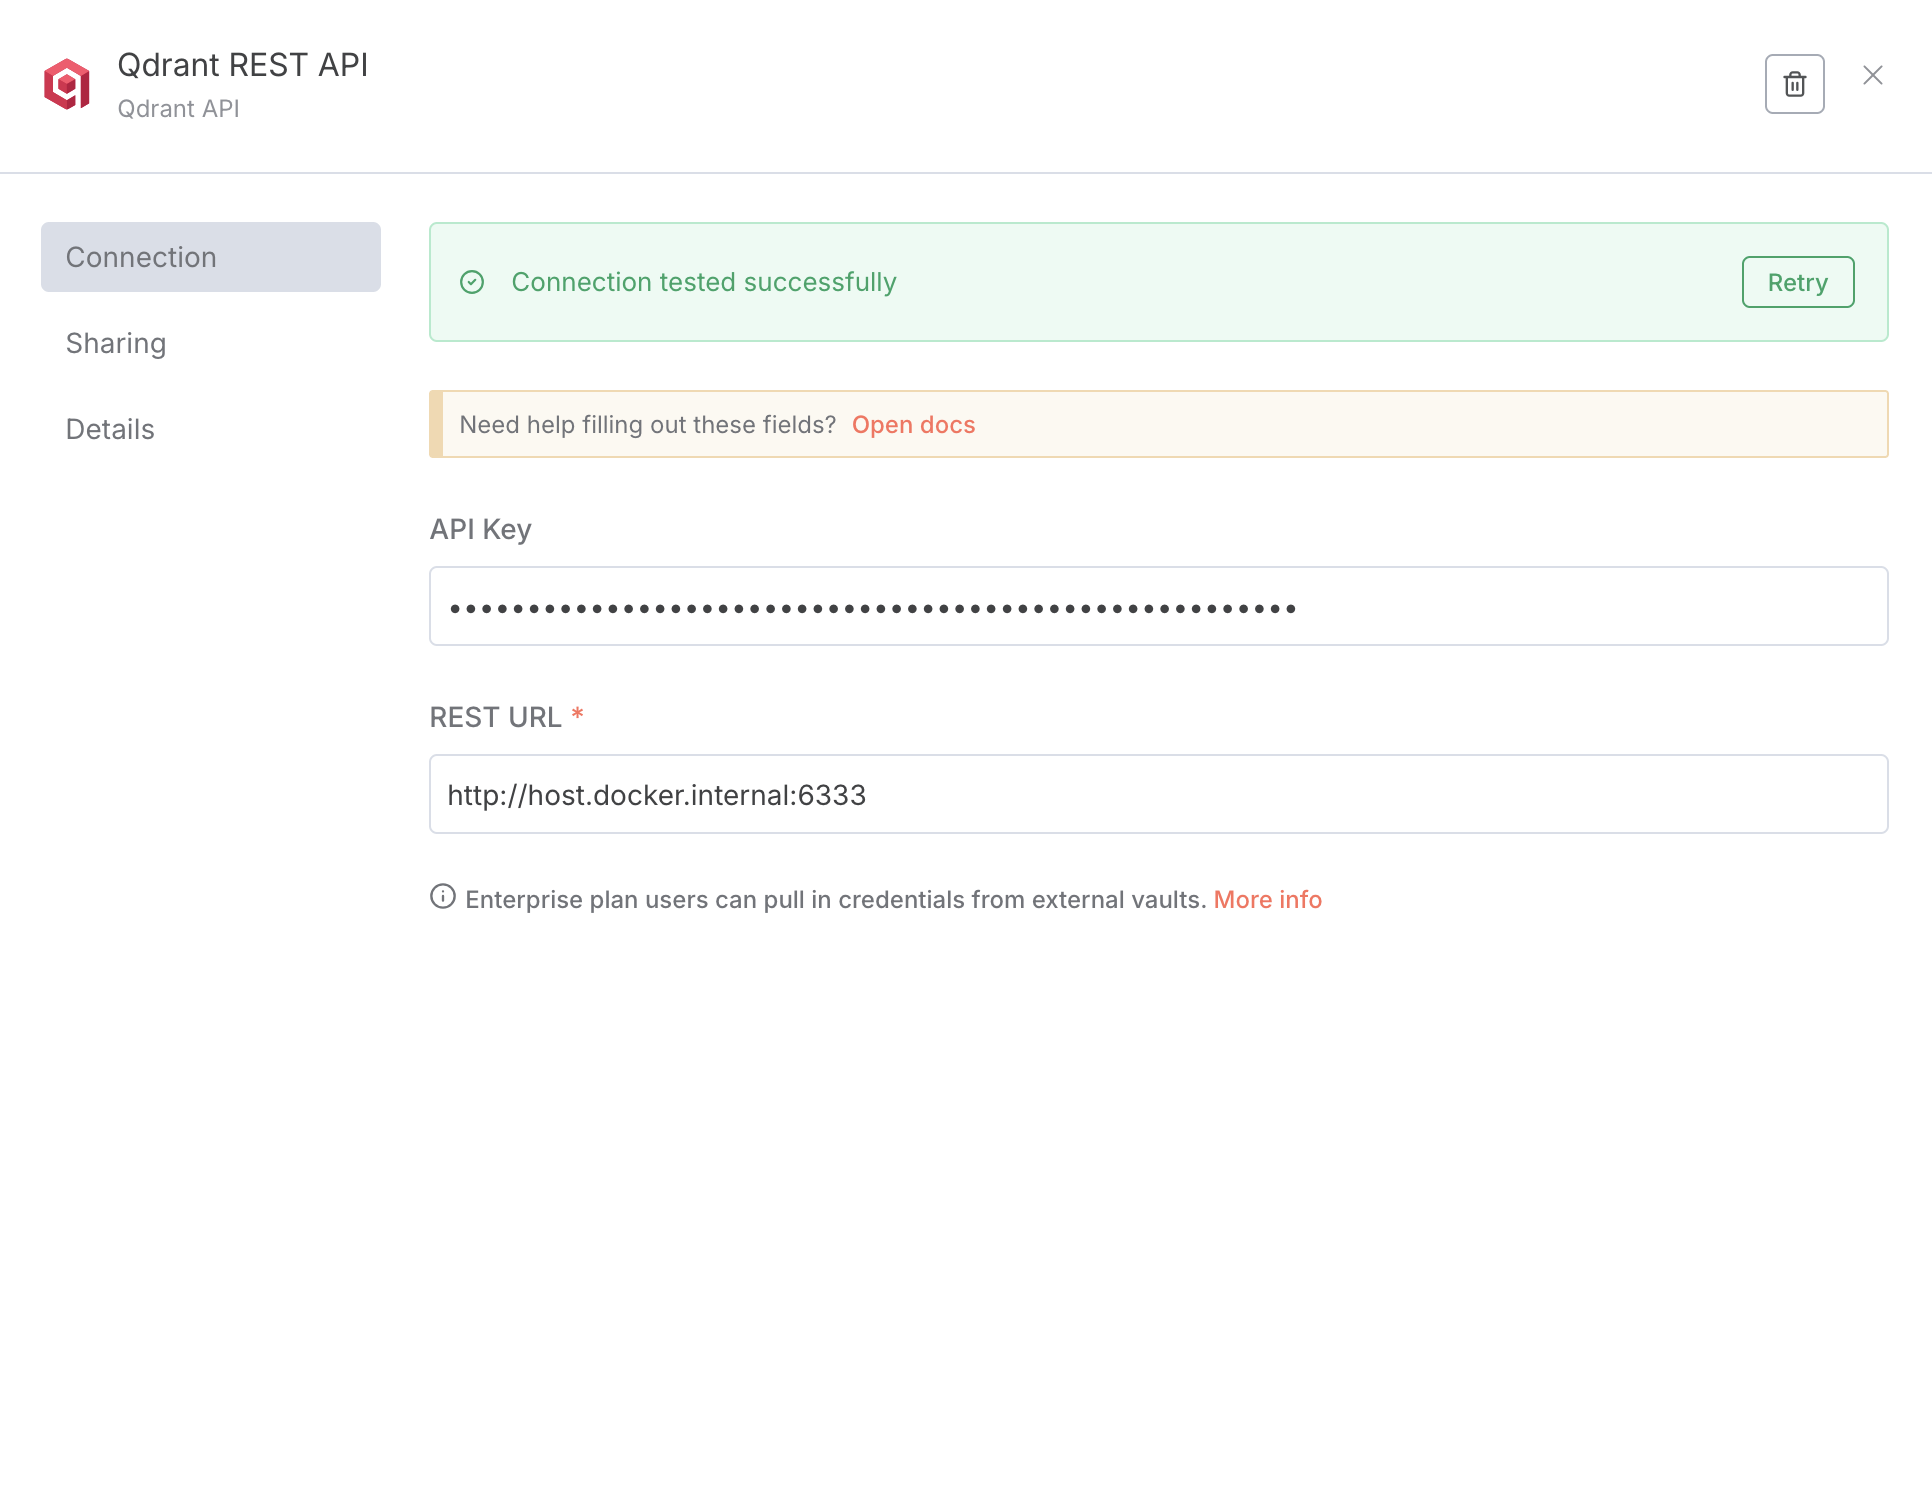 Qdrant REST API
Qdrant API
Connection
Sharing
Details
Connection tested successfully
Retry
Need help filling out these fields? Open docs
API Key
••••••••••••••••••••••••••••••••••••••••••••••••••••••
REST URL *
http://host.docker.internal:6333
Enterprise plan users can pull in credentials from external vaults. More info